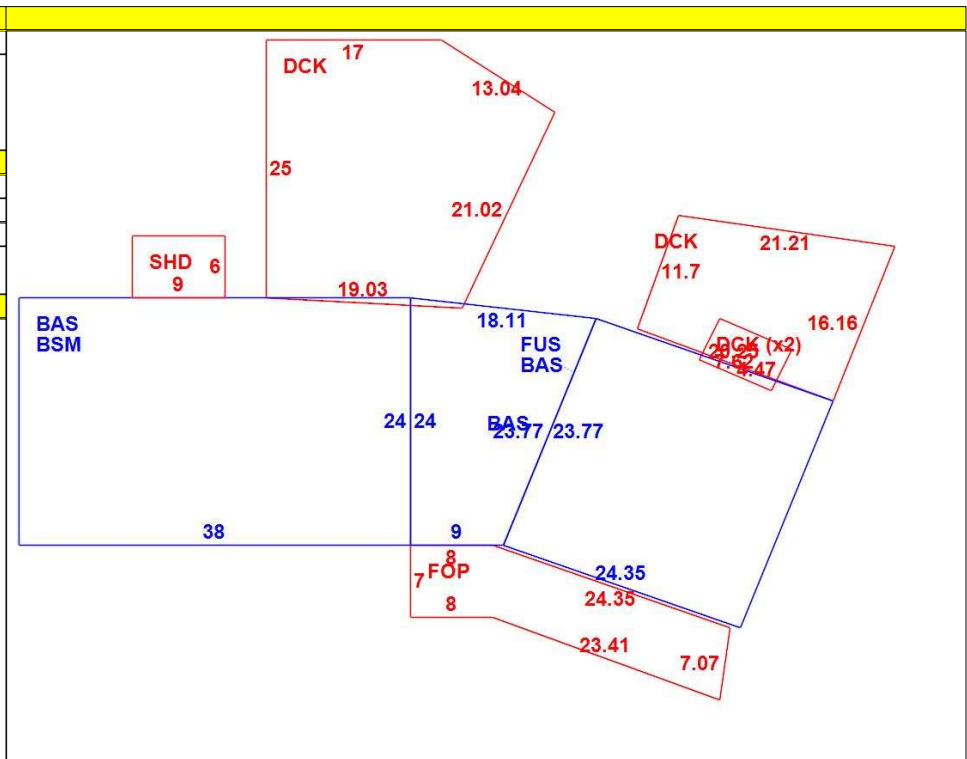 17
DCK
13.04
25
21.02
SHD 6
9
19.03
DCK
21.21
11.7
16.16
DCK (x2)
4.47
BAS
BSM
18.11
FUS
BAS
24 24
BAS
23.77 23.77
38
9
8
7 FOP
8
24.35
24.35
23.41
7.07